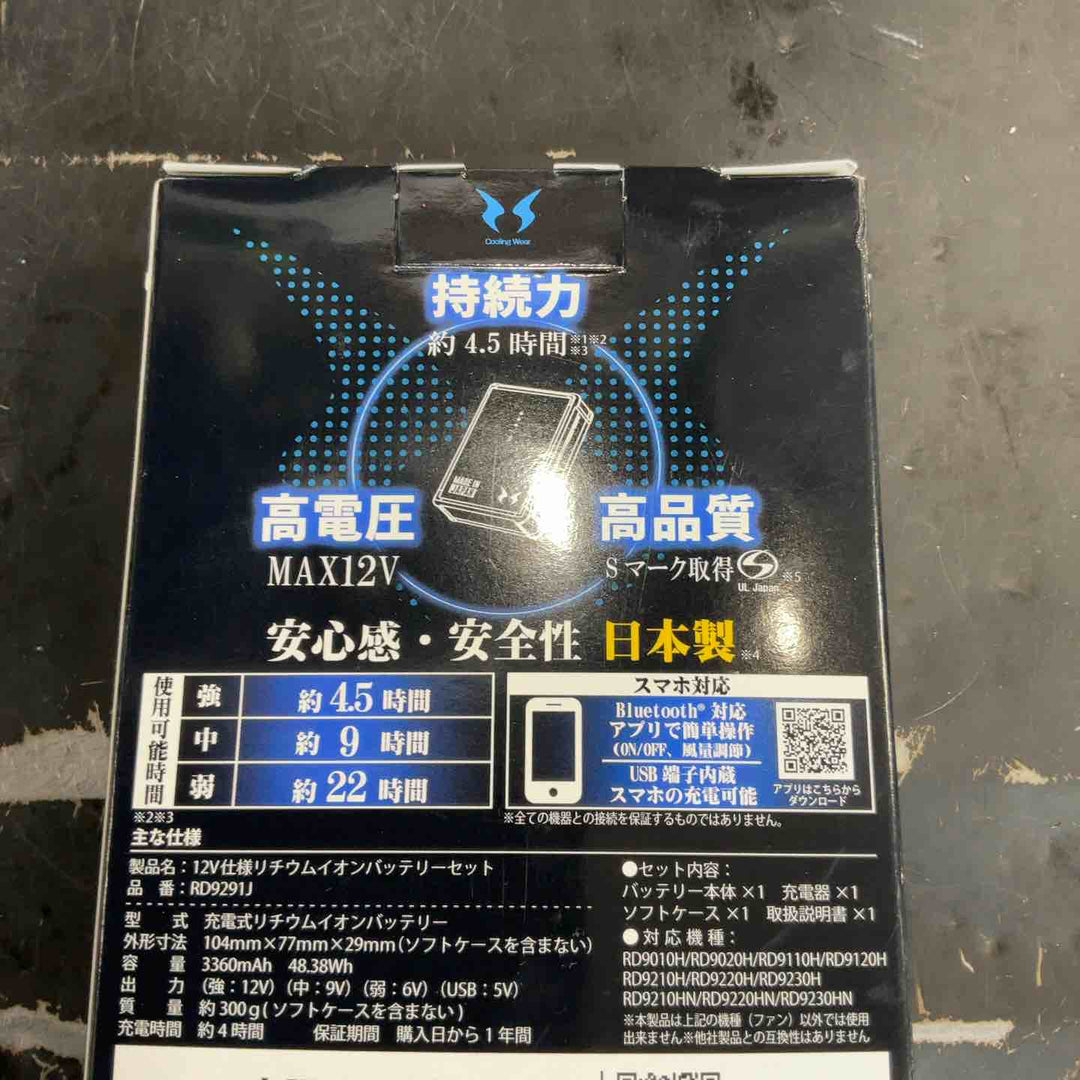 Cooling Wear
持続力
約4.5時間※1※2
※3
MADE IN
高電圧
MAX12V
高品質
Sマーク取得 ※5
UL Japan
安心感・安全性 日本製※4
使用可能時間
強 約4.5時間
中 約9時間
弱 約22時間
※2※3
スマホ対応
Bluetooth® 対応
アプリで簡単操作
(ON/OFF、風量調節)
USB 端子内蔵
スマホの充電可能
アプリはこちらから
ダウンロード
※全ての機器との接続を保証するものではありません。
主な仕様
製品名:12V仕様リチウムイオンバッテリーセット
品 番:RD9291J
型 式 充電式リチウムイオンバッテリー
外形寸法 104mm×77mm×29mm(ソフトケースを含まない)
容 量 3360mAh 48.38Wh
出 力 (強:12V)(中:9V)(弱:6V)(USB:5V)
質 量 約300g(ソフトケースを含まない)
充電時間 約4時間 保証期間 購入日から1年間
●セット内容:
バッテリー本体×1 充電器×1
ソフトケース×1 取扱説明書×1
●対応機種:
RD9010H/RD9020H/RD9110H/RD9120H
RD9210H/RD9220H/RD9230H
RD9210HN/RD9220HN/RD9230HN
※本製品は上記の機種(ファン)以外では使用
出来ません※他社製品との互換性はありません